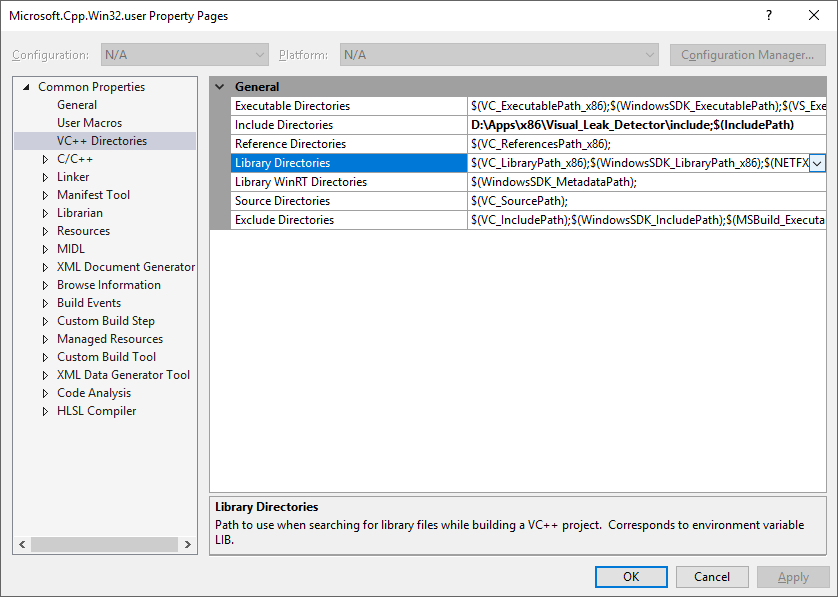 Microsoft.Cpp.Win32.user Property Pages
?
Configuration: N/A Platform: N/A Configuration Manager...
Common Properties
General
User Macros
VC++ Directories
C/C++
Linker
Manifest Tool
Librarian
Resources
MIDL
XML Document Generator
Browse Information
Build Events
Custom Build Step
Managed Resources
Custom Build Tool
XML Data Generator Tool
Code Analysis
HLSL Compiler
General
Executable Directories $(VC_ExecutablePath_x86);$(WindowsSDK_ExecutablePath);$(VS_Exe
Include Directories D:\Apps\x86\Visual_Leak_Detector\include;$(IncludePath)
Reference Directories $(VC_ReferencesPath_x86);
Library Directories $(VC_LibraryPath_x86);$(WindowsSDK_LibraryPath_x86);$(NETFX
Library WinRT Directories $(WindowsSDK_MetadataPath);
Source Directories $(VC_SourcePath);
Exclude Directories $(VC_IncludePath);$(WindowsSDK_IncludePath);$(MSBuild_Executa
Library Directories
Path to use when searching for library files while building a VC++ project.  Corresponds to environment variable
LIB.
OK Cancel Apply